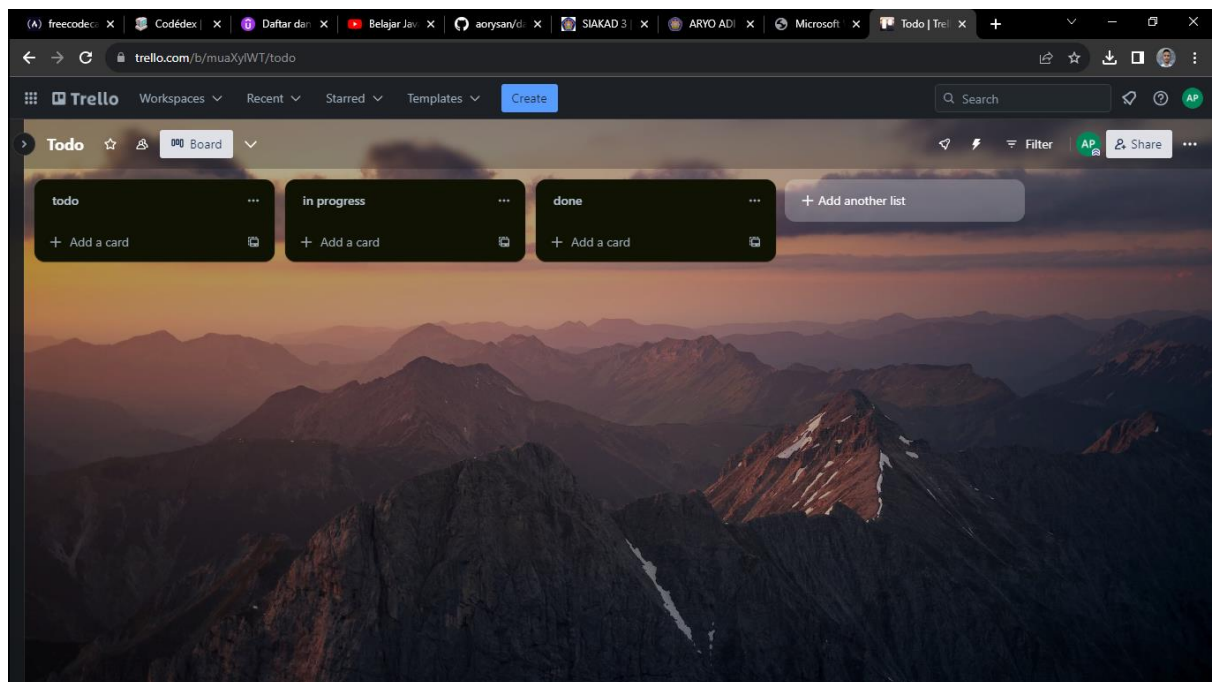 freecodeca Codédex | Daftar dan Belajar Jav aorysan/da SIAKAD 3 | ARYO ADI Microsoft Todo | Trel
trello.com/b/muaXylWT/todo
Trello Workspaces Recent Starred Templates Create Search AP
Todo Board Filter AP Share
todo in progress done + Add another list
+ Add a card + Add a card + Add a card